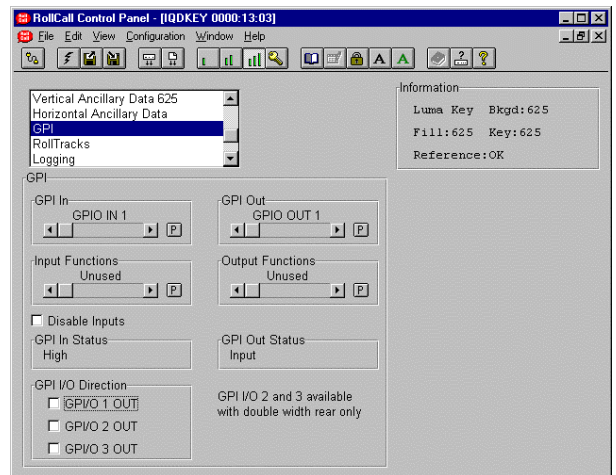 RollCall Control Panel - [IQDKEY 0000:13:03]
File Edit View Configuration Window Help
A A
Vertical Ancillary Data 625
Horizontal Ancillary Data
GPI
RollTracks
Logging
Information
Luma Key Bkgd:625
Fill:625 Key:625
Reference:OK
GPI
GPI In
GPIO IN 1
P
GPI Out
GPIO OUT 1
P
Input Functions
Unused
P
Output Functions
Unused
P
Disable Inputs
GPI In Status
High
GPI Out Status
Input
GPI I/O Direction
GPI/O 1 OUT
GPI/O 2 OUT
GPI/O 3 OUT
GPI I/O 2 and 3 available
with double width rear only